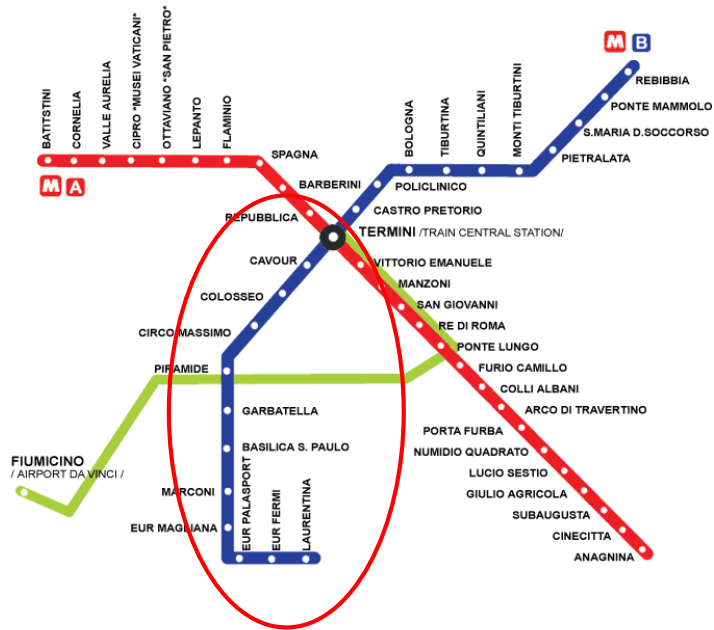 M B
REBIBBIA
PONTE MAMMOLO
S.MARIA D.SOCCORSO
PIETRALATA
MONTI TIBURTINI
QUINTILIANI
TIBURTINA
BOLOGNA
POLICLINICO
CASTRO PRETORIO
TERMINI /TRAIN CENTRAL STATION/
BATITSTINI
CORNELIA
VALLE AURELIA
CIPRO "MUSEI VATICANI"
OTTAVIANO "SAN PIETRO"
LEPANTO
FLAMINIO
M A
SPAGNA
BARBERINI
REPUBBLICA
VITTORIO EMANUELE
MANZONI
SAN GIOVANNI
RE DI ROMA
PONTE LUNGO
FURIO CAMILLO
COLLI ALBANI
ARCO DI TRAVERTINO
PORTA FURBA
NUMIDIO QUADRATO
LUCIO SESTIO
GIULIO AGRICOLA
SUBAUGUSTA
CINECITTA
ANAGNINA
CAVOUR
COLOSSEO
CIRCO MASSIMO
PIRAMIDE
GARBATELLA
BASILICA S. PAULO
MARCONI
EUR MAGLIANA
EUR PALASPORT
EUR FERMI
LAURENTINA
FIUMICINO
/ AIRPORT DA VINCI /